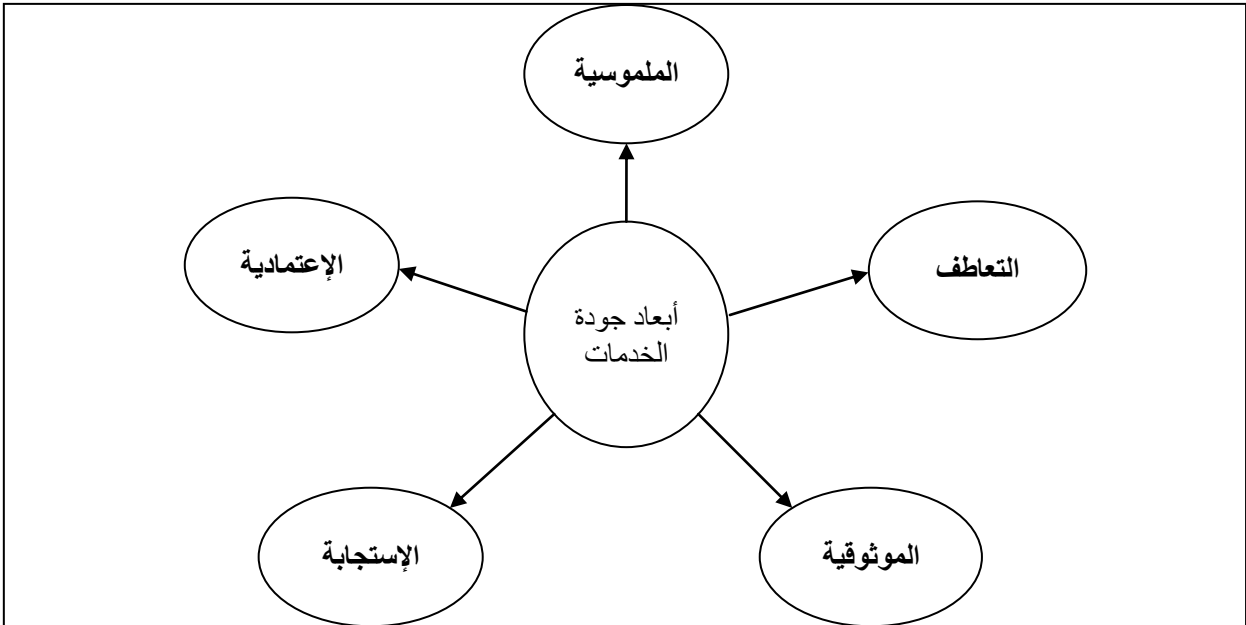 الملموسية
التعاطف
الإعتمادية
أبعاد جودة
الخدمات
الموثوقية
الإستجابة